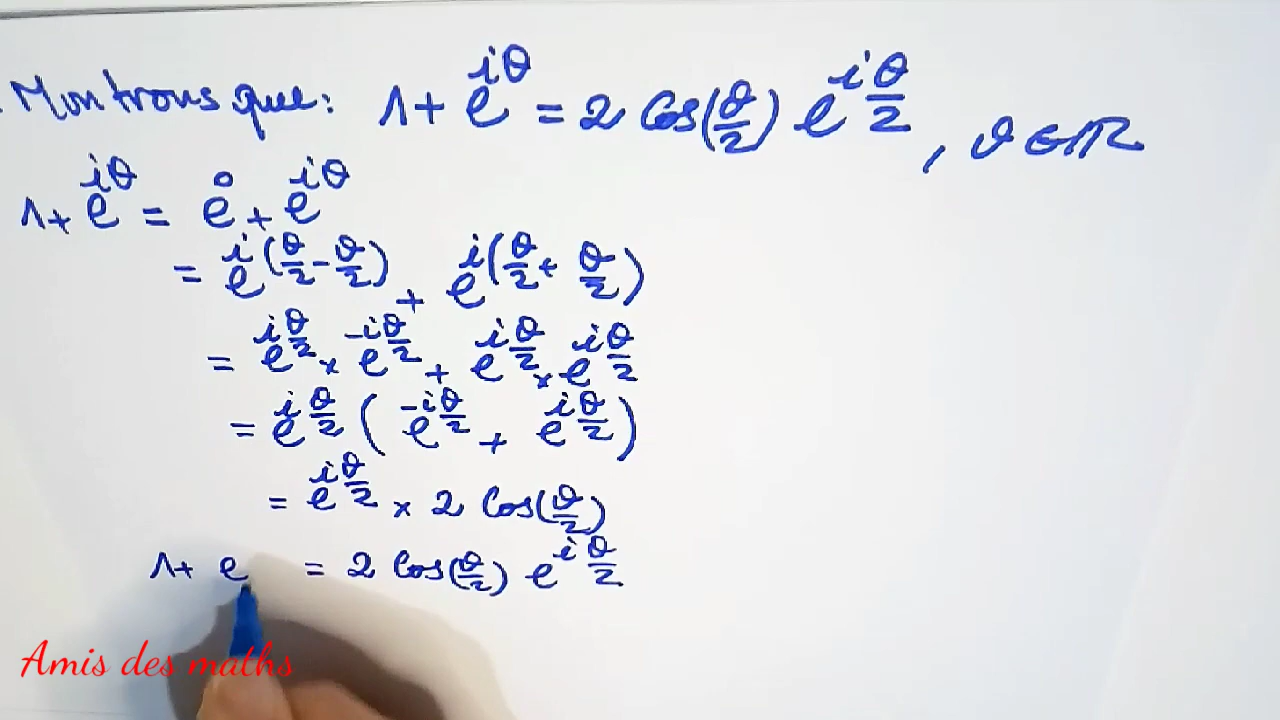 Montrons que: 1 + e^{iθ} = 2 cos(θ/2) e^{iθ/2}, θ ∈ ℝ
1 + e^{iθ} = e^{0} + e^{iθ}
= e^{i(θ/2 - θ/2)} + e^{i(θ/2 + θ/2)}
= e^{iθ/2} × e^{-iθ/2} + e^{iθ/2} × e^{iθ/2}
= e^{iθ/2} ( e^{-iθ/2} + e^{iθ/2} )
= e^{iθ/2} × 2 cos(θ/2)
1 + e = 2 cos(θ/2) e^{iθ/2}
Amis des maths